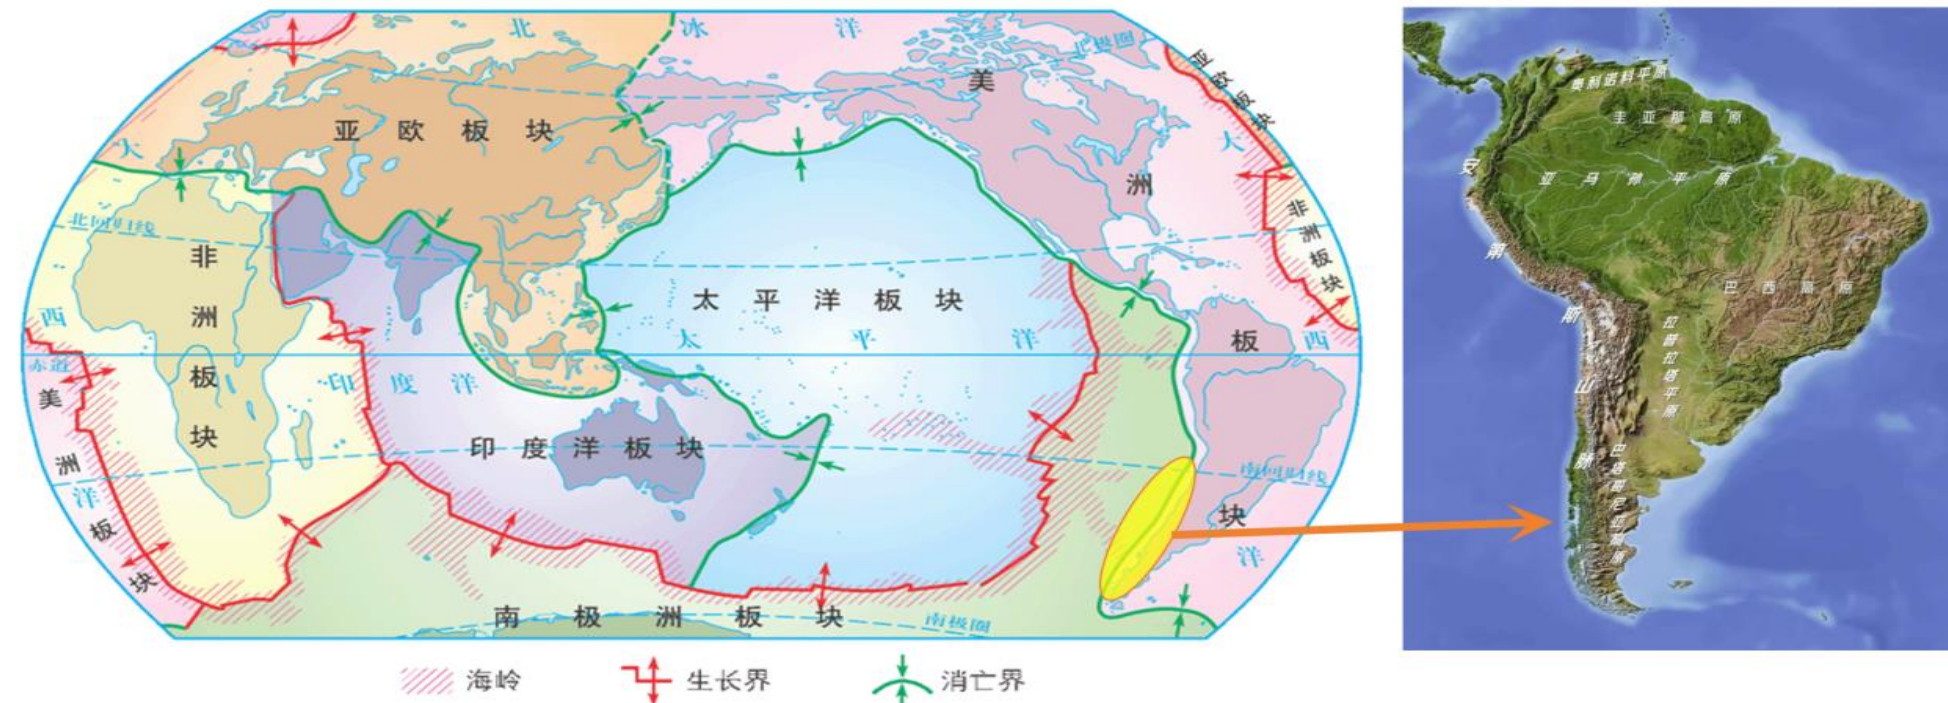 北冰洋
北极圈
美洲板块
亚欧板块
亚欧板块
大西洋
大西洋
北回归线
非洲板块
非洲板块
太平洋板块
太平洋
赤道
印度洋
印度洋板块
美洲板块
南回归线
南极洲板块
南极圈
海岭
生长界
消亡界
奥利诺科平原
圭亚那高原
安第斯山脉
亚马孙平原
巴西高原
拉普拉塔平原
巴塔哥尼亚高原